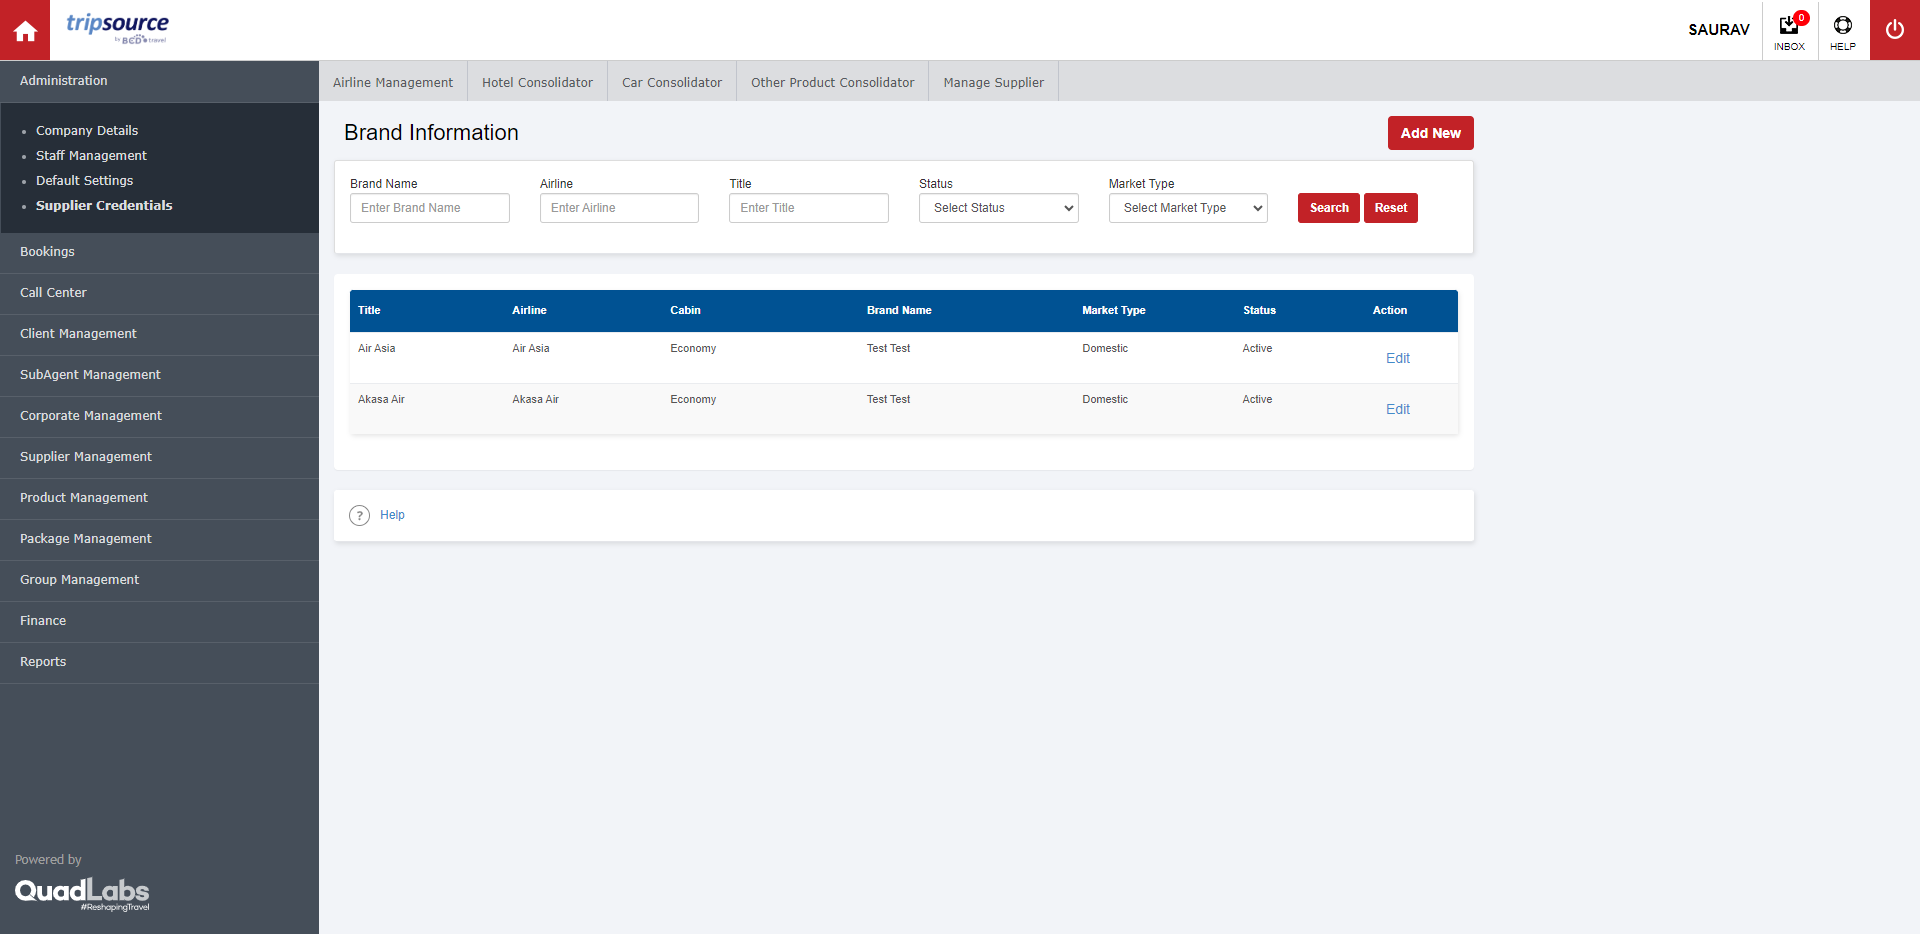 tripsource
by BCD travel
SAURAV
0
INBOX
HELP
Administration
Company Details
Staff Management
Default Settings
Supplier Credentials
Bookings
Call Center
Client Management
SubAgent Management
Corporate Management
Supplier Management
Product Management
Package Management
Group Management
Finance
Reports
Powered by
QuadLabs
#ReshapingTravel
Airline Management Hotel Consolidator Car Consolidator Other Product Consolidator Manage Supplier
Brand Information
Add New
Brand Name Airline Title Status Market Type
Enter Brand Name Enter Airline Enter Title Select Status Select Market Type Search Reset
Title Airline Cabin Brand Name Market Type Status Action
Air Asia Air Asia Economy Test Test Domestic Active Edit
Akasa Air Akasa Air Economy Test Test Domestic Active Edit
? Help